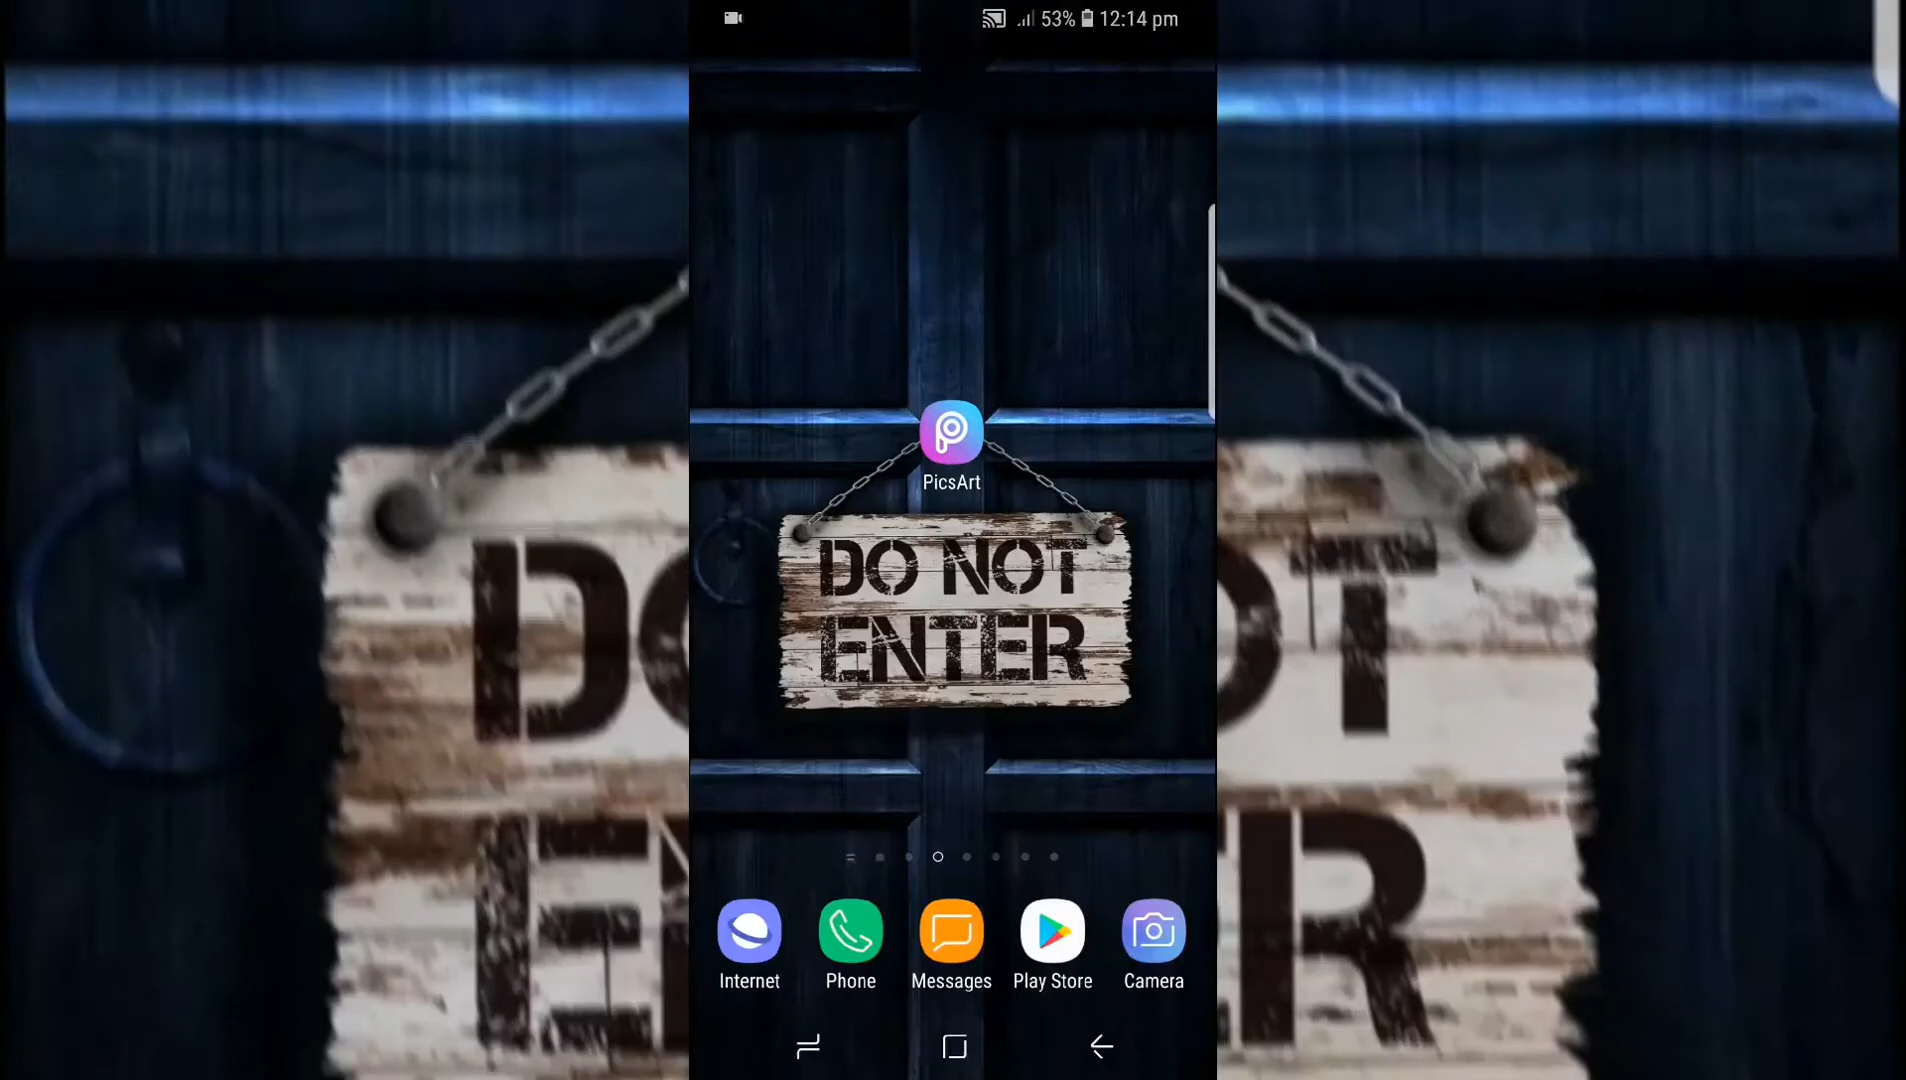 53% 12:14 pm
PicsArt
DO NOT
ENTER
Internet Phone Messages Play Store Camera